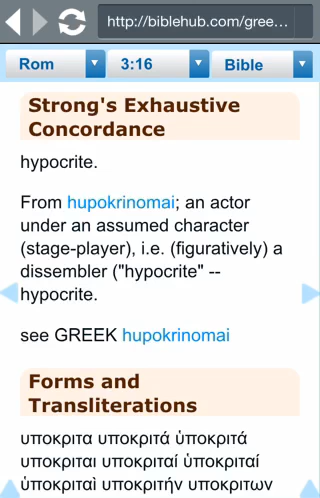 http://biblehub.com/gree...
Rom 3:16 Bible
Strong's Exhaustive
Concordance
hypocrite.
From hupokrinomai; an actor
under an assumed character
(stage-player), i.e. (figuratively) a
dissembler ("hypocrite" --
hypocrite.
see GREEK hupokrinomai
Forms and
Transliterations
υποκριτα υποκριτά ὑποκριτά
υποκριται υποκριταί ὑποκριταί
ὑποκριταὶ υποκριτήν υποκριτων